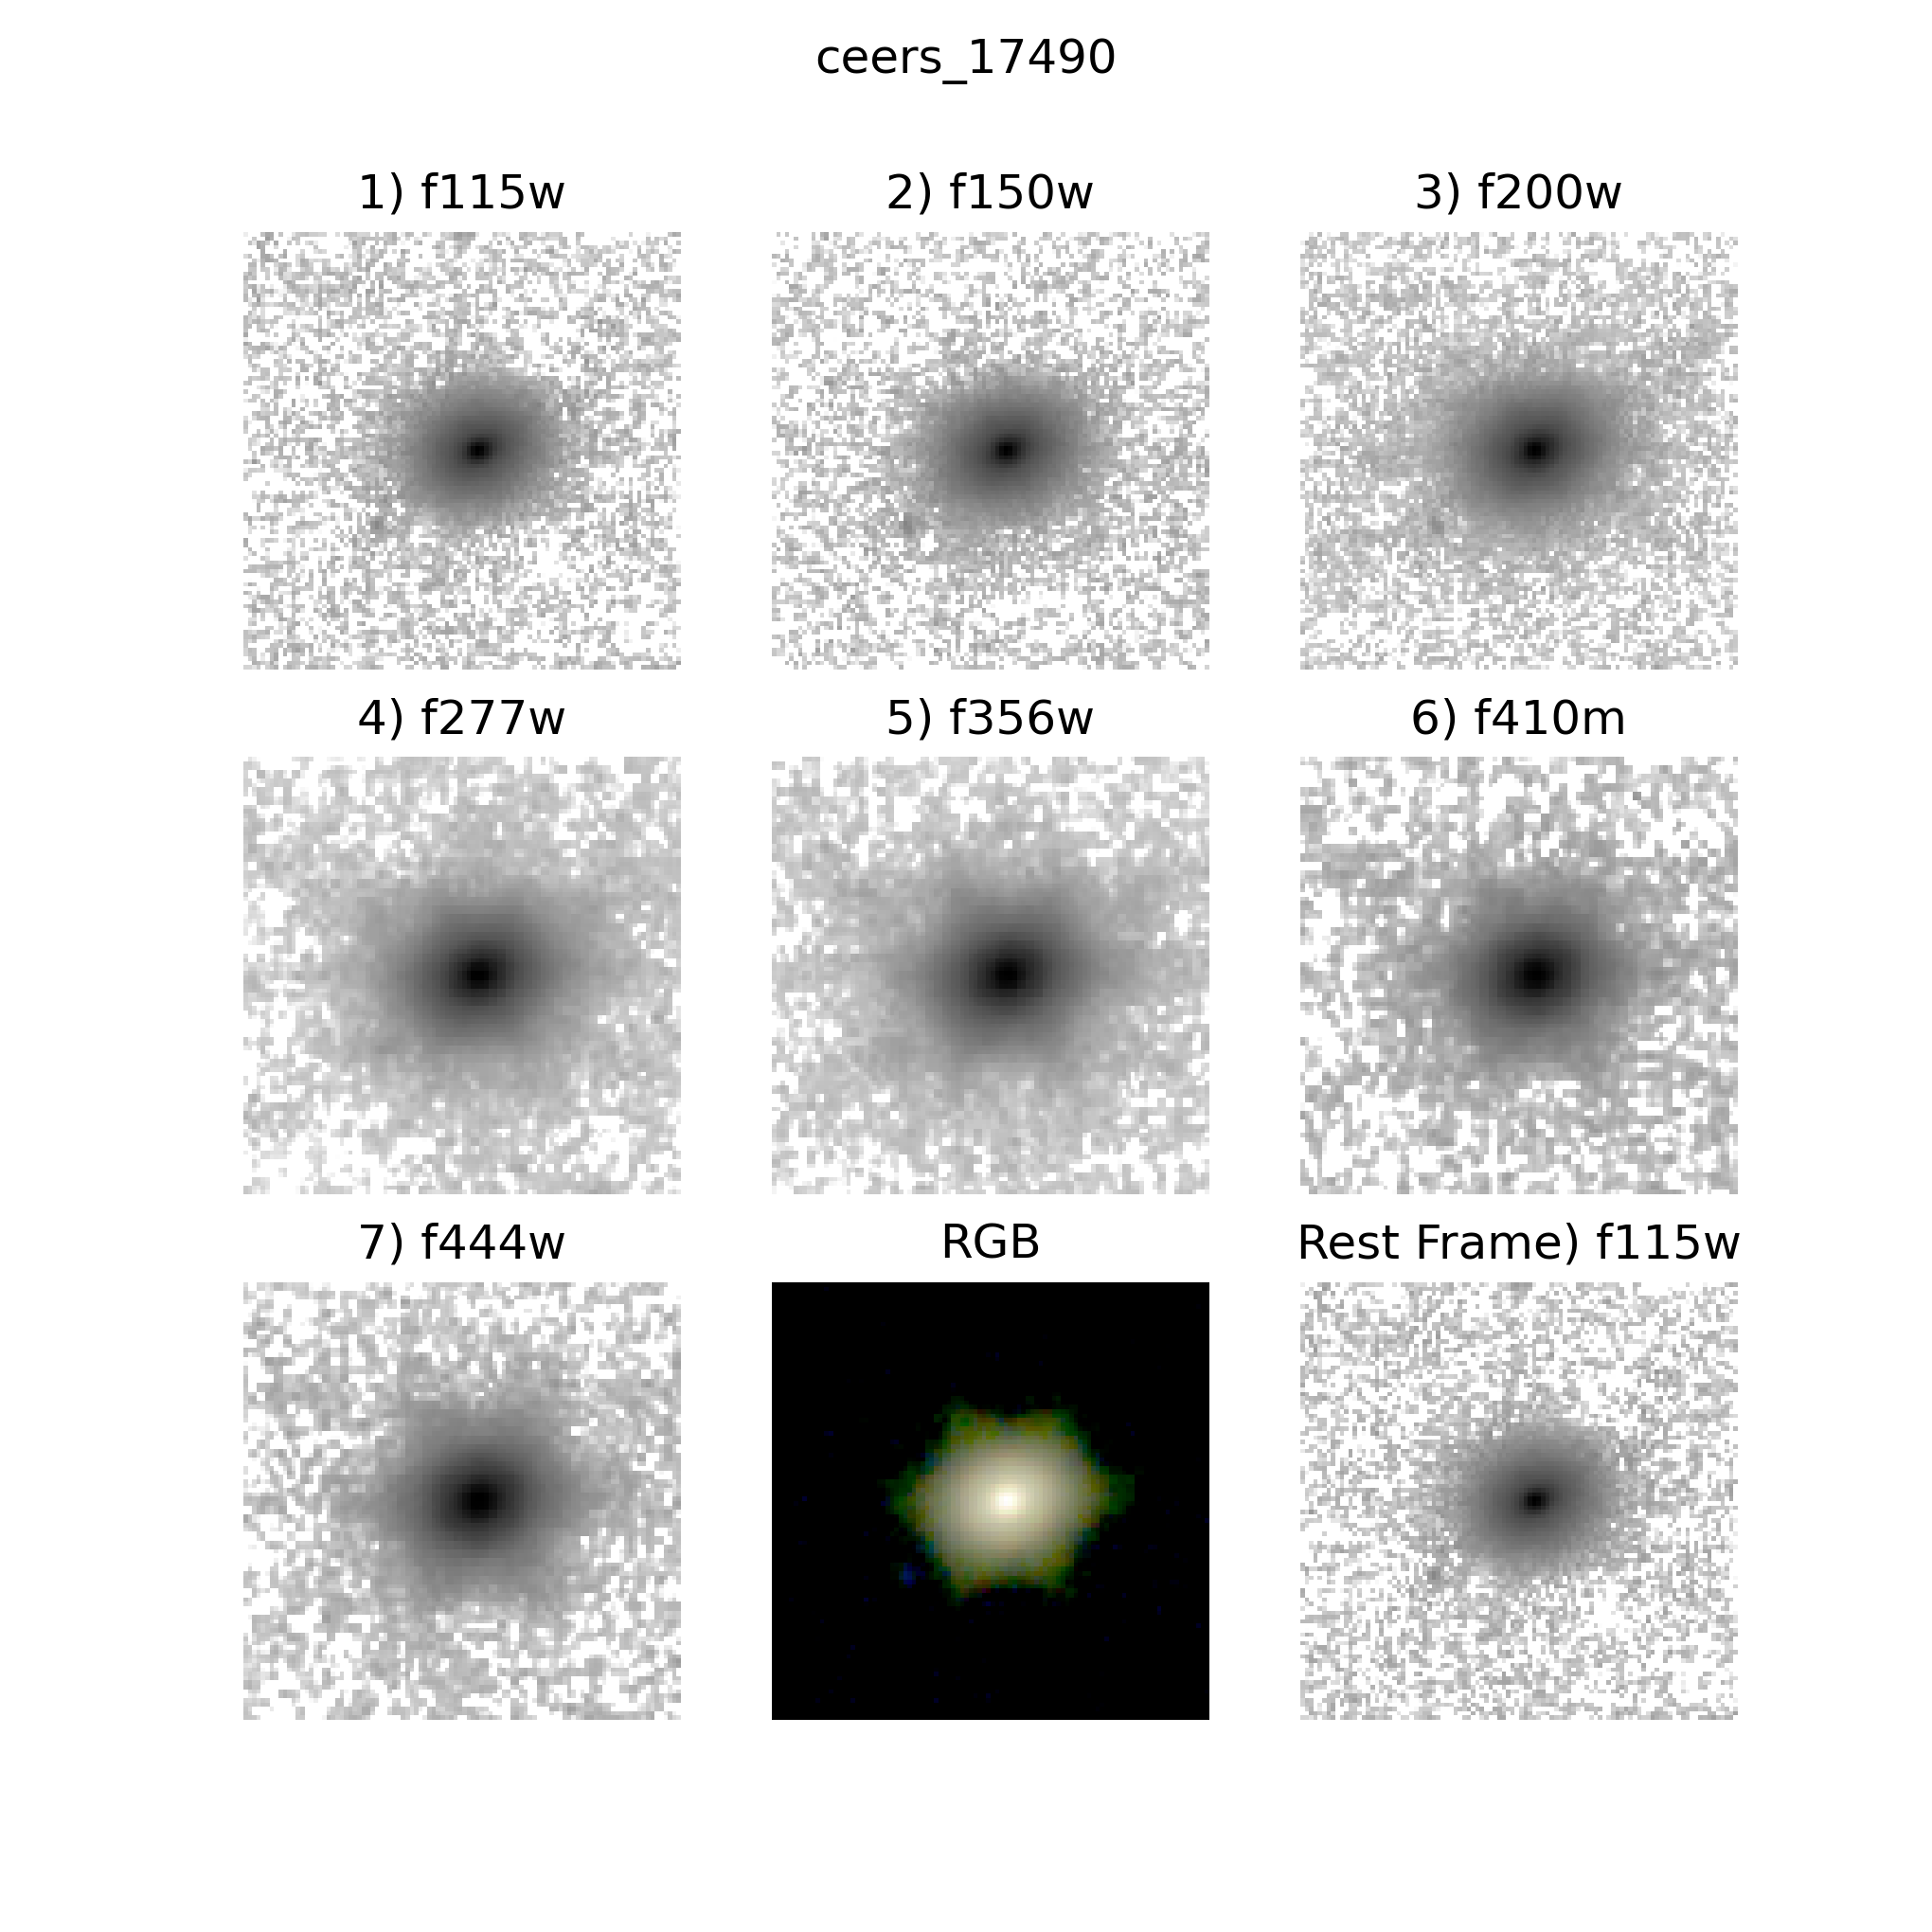 ceers_17490
1) f115w
2) f150w
3) f200w
4) f277w
5) f356w
6) f410m
7) f444w
RGB
Rest Frame) f115w